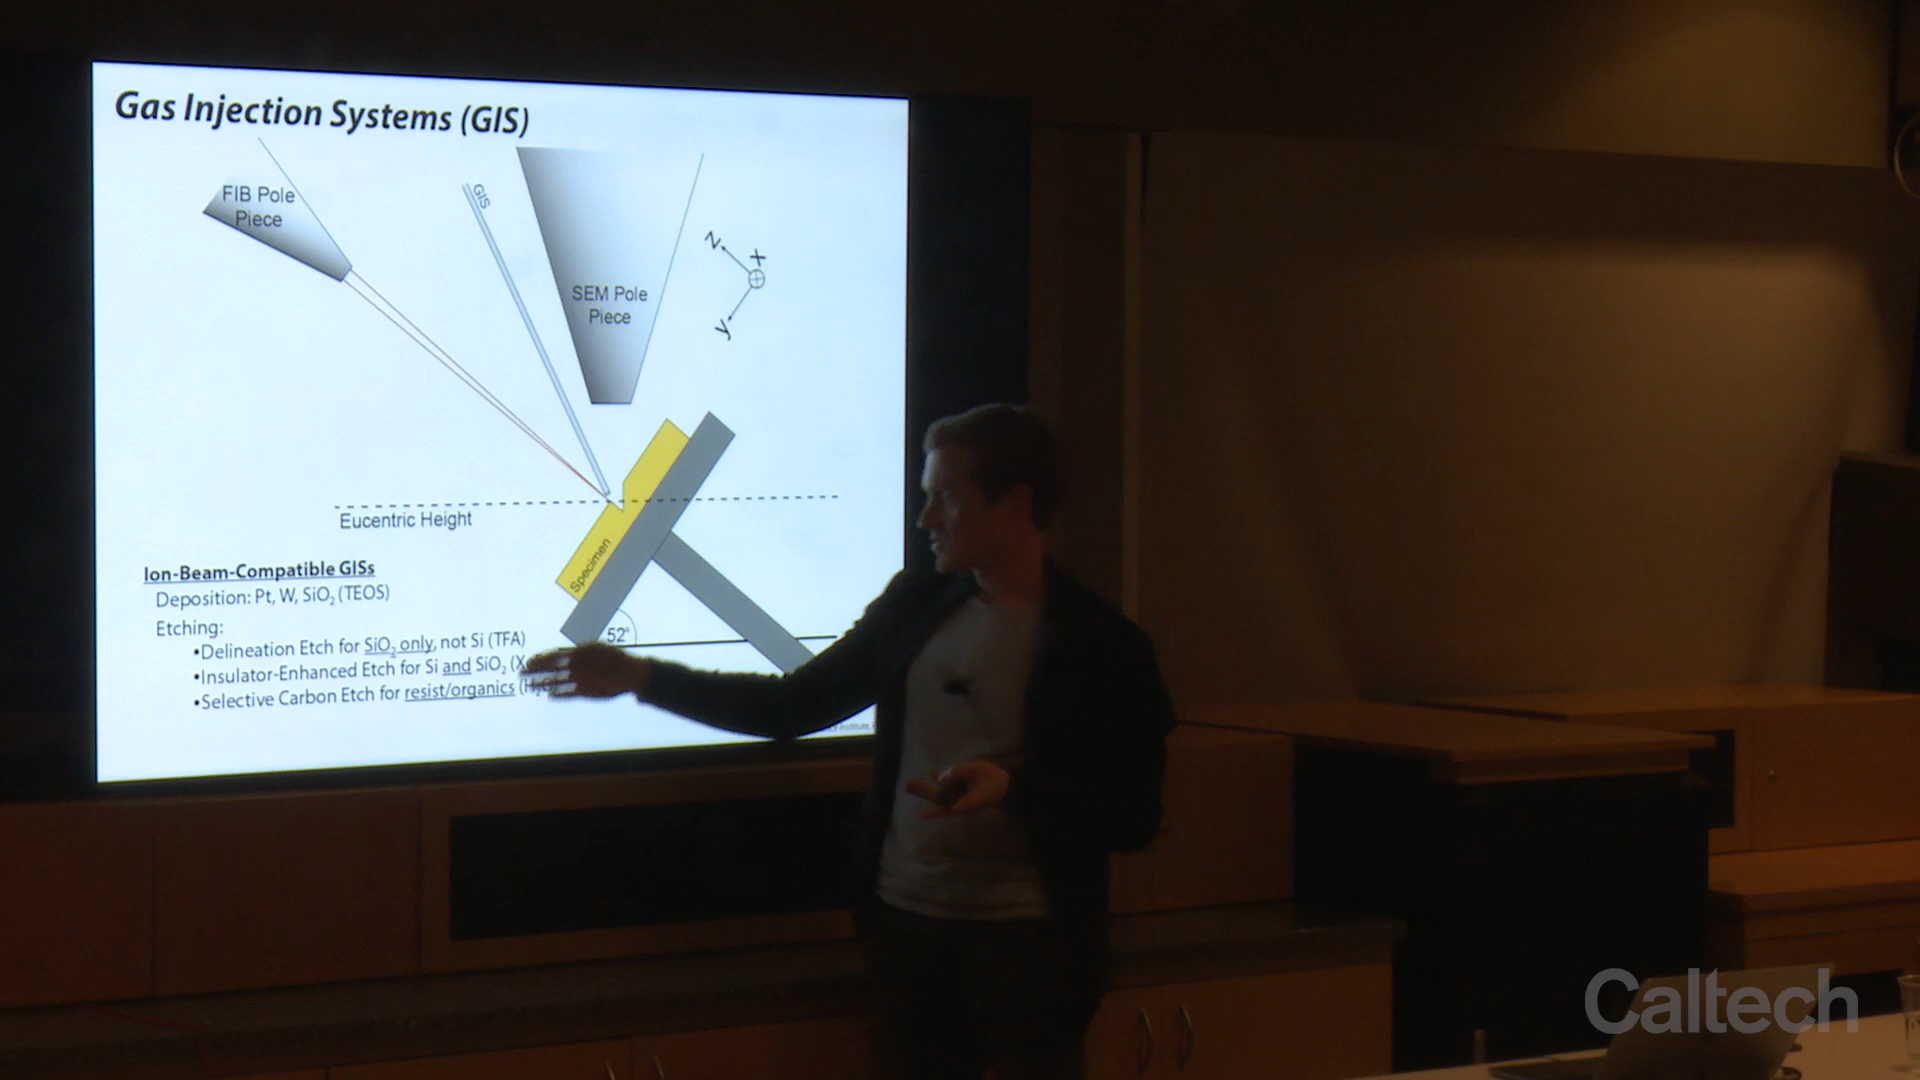 Gas Injection Systems (GIS)
FIB Pole
Piece
GIS
SEM Pole
Piece
z
x
y
Eucentric Height
Specimen
52°
Ion-Beam-Compatible GISs
Deposition: Pt, W, SiO₂ (TEOS)
Etching:
•Delineation Etch for SiO₂ only, not Si (TFA)
•Insulator-Enhanced Etch for Si and SiO₂ (X
•Selective Carbon Etch for resist/organics (H₂O
Institute,
Caltech